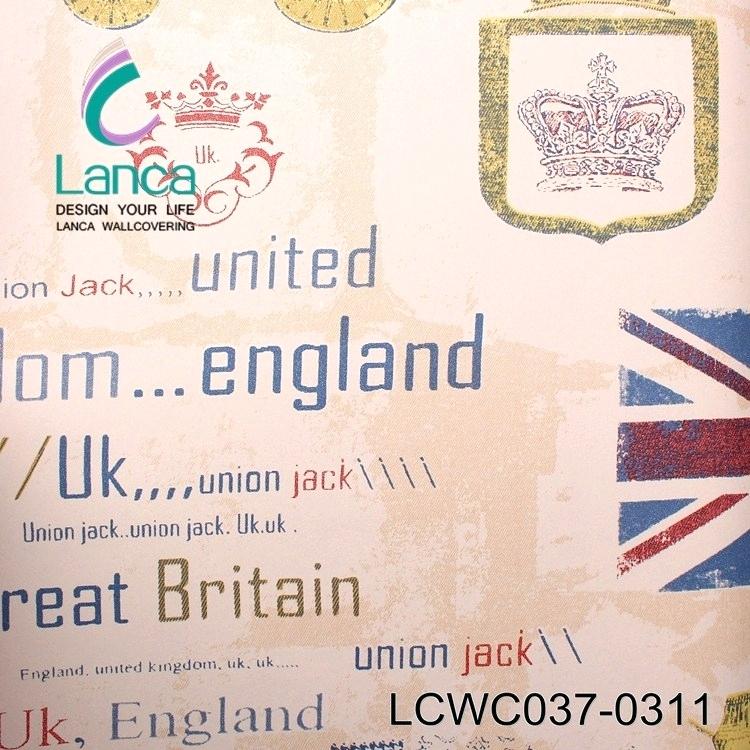 Uk.
Lanca
DESIGN YOUR LIFE
LANCA WALLCOVERING
ion Jack,,,,,united
dom...england
//Uk,,,,union jack\\\\
Union jack..union jack. Uk.uk .
reat Britain
England, united kingdom, uk, uk.....
union jack\\
Uk, England
LCWC037-0311